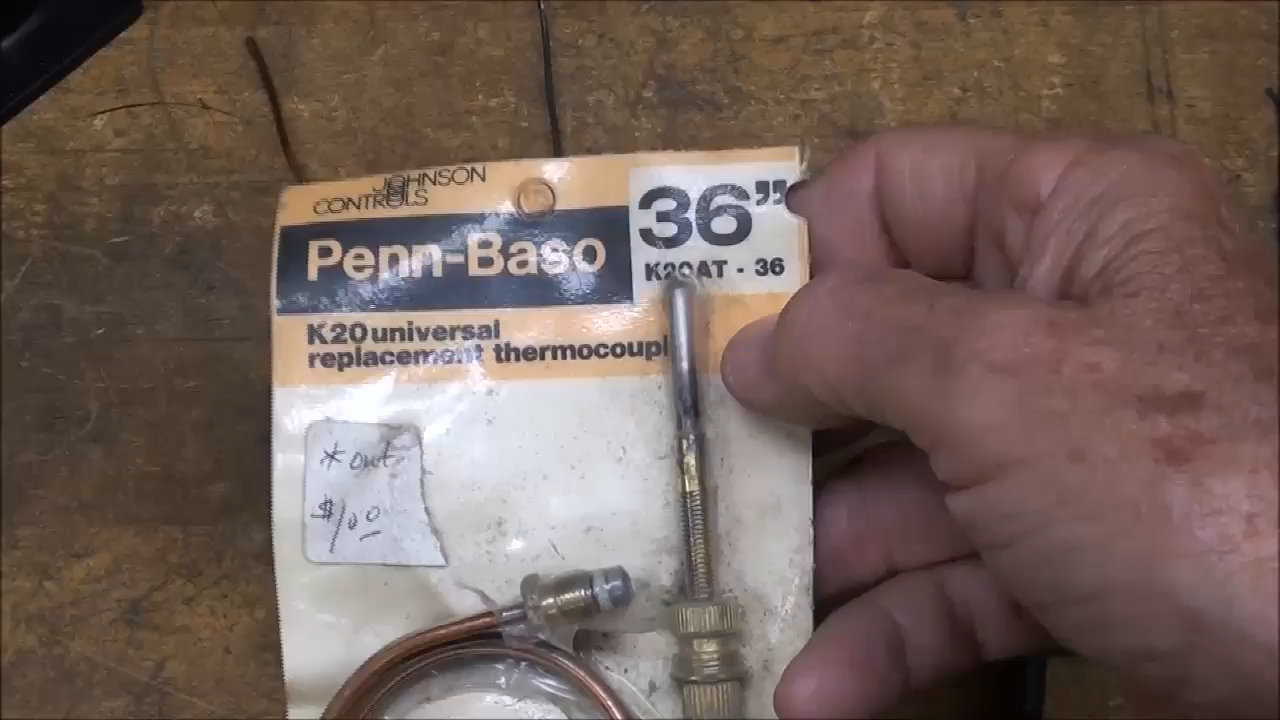 JOHNSON
CONTROLS
Penn-Baso
36”
K20AT - 36
K20 universal
replacement thermocoupl
* out
$1.00